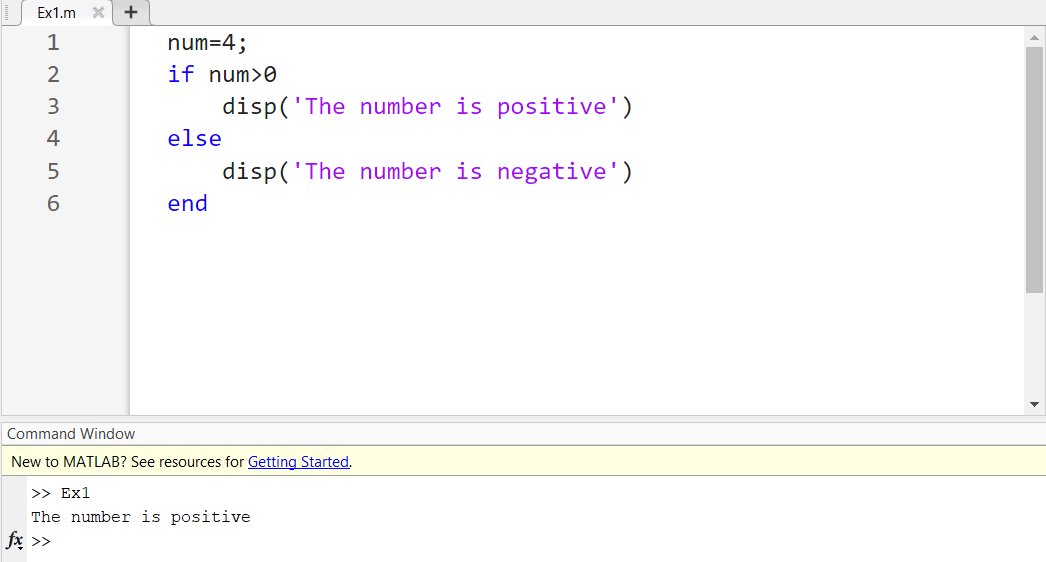 Ex1.m
1 num=4;
2 if num>0
3 disp('The number is positive')
4 else
5 disp('The number is negative')
6 end
Command Window
New to MATLAB? See resources for Getting Started.
>> Ex1
The number is positive
fx >>